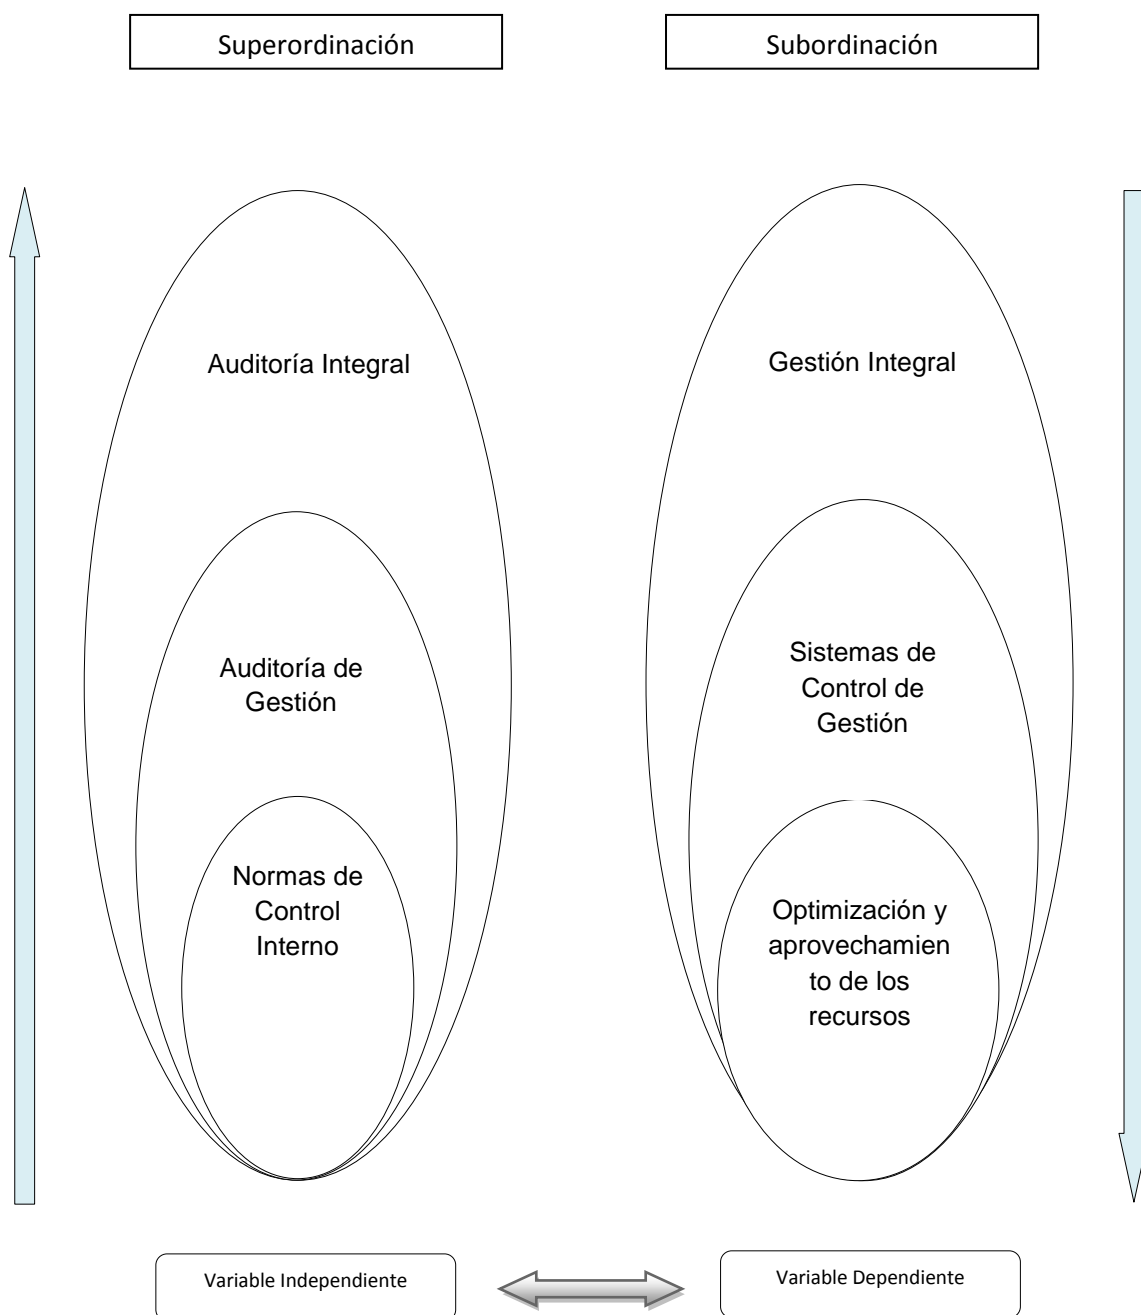 Superordinación
Subordinación
Auditoría Integral
Gestión Integral
Auditoría de
Gestión
Sistemas de
Control de
Gestión
Normas de
Control
Interno
Optimización y
aprovechamien
to de los
recursos
Variable Independiente
Variable Dependiente